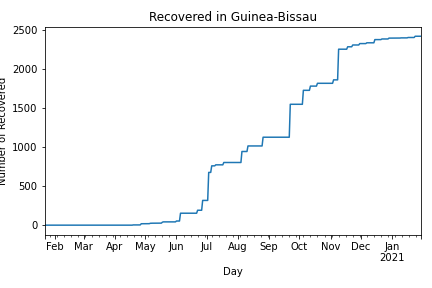 Recovered in Guinea-Bissau
Number of Recovered
2500
2000
1500
1000
500
0
Feb Mar Apr May Jun Jul Aug Sep Oct Nov Dec Jan
2021
Day